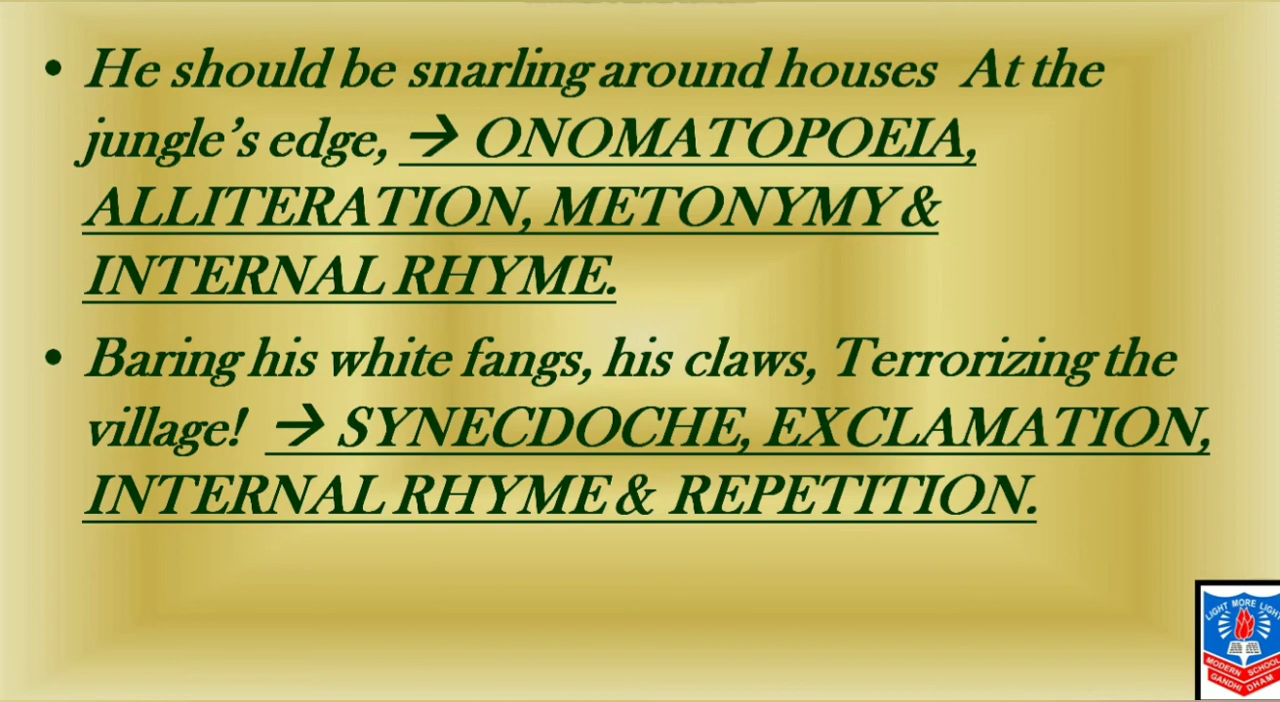 • He should be snarling around houses At the
jungle's edge, → ONOMATOPOEIA,
ALLITERATION, METONYMY &
INTERNAL RHYME.
• Baring his white fangs, his claws, Terrorizing the
village! → SYNECDOCHE, EXCLAMATION,
INTERNAL RHYME & REPETITION.
LIGHT MORE LIGHT
MODERN SCHOOL
GANDHI DHAM